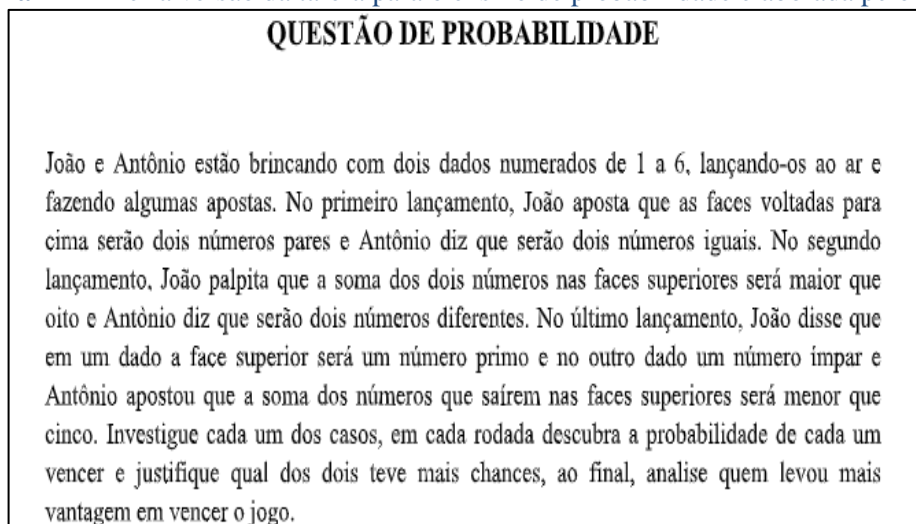 QUESTÃO DE PROBABILIDADE
João e Antônio estão brincando com dois dados numerados de 1 a 6, lançando-os ao ar e
fazendo algumas apostas. No primeiro lançamento, João aposta que as faces voltadas para
cima serão dois números pares e Antônio diz que serão dois números iguais. No segundo
lançamento, João palpita que a soma dos dois números nas faces superiores será maior que
oito e Antônio diz que serão dois números diferentes. No último lançamento, João disse que
em um dado a face superior será um número primo e no outro dado um número ímpar e
Antônio apostou que a soma dos números que saírem nas faces superiores será menor que
cinco. Investigue cada um dos casos, em cada rodada descubra a probabilidade de cada um
vencer e justifique qual dos dois teve mais chances, ao final, analise quem levou mais
vantagem em vencer o jogo.